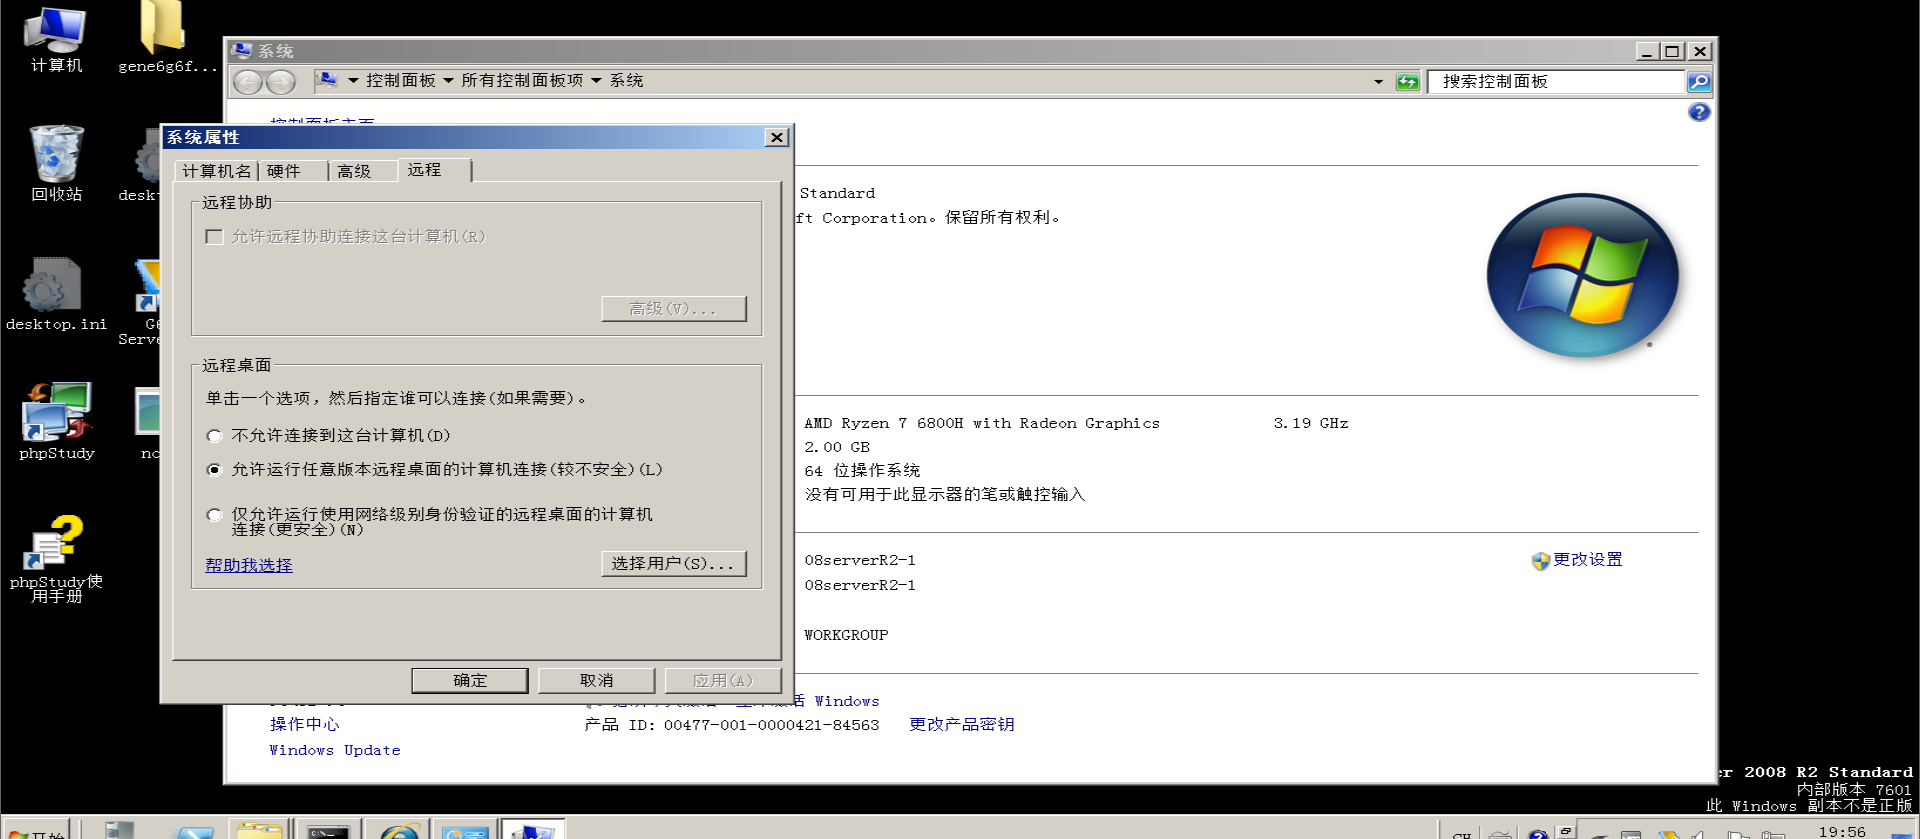 计算机
gene6g6f...
回收站
desktop.ini
phpStudy
phpStudy使
用手册
系统
控制面板 所有控制面板项 系统
搜索控制面板
系统属性
计算机名 硬件 高级 远程
远程协助
允许远程协助连接这台计算机(R)
高级(V)...
远程桌面
单击一个选项，然后指定谁可以连接(如果需要)。
不允许连接到这台计算机(D)
允许运行任意版本远程桌面的计算机连接(较不安全)(L)
仅允许运行使用网络级别身份验证的远程桌面的计算机
连接(更安全)(N)
帮助我选择
选择用户(S)...
确定 取消 应用(A)
Standard
ft Corporation。保留所有权利。
AMD Ryzen 7 6800H with Radeon Graphics 3.19 GHz
2.00 GB
64 位操作系统
没有可用于此显示器的笔或触控输入
08serverR2-1
更改设置
08serverR2-1
WORKGROUP
Windows
操作中心
产品 ID: 00477-001-0000421-84563 更改产品密钥
Windows Update
2008 R2 Standard
内部版本 7601
此 Windows 副本不是正版
开始
CH
19:56